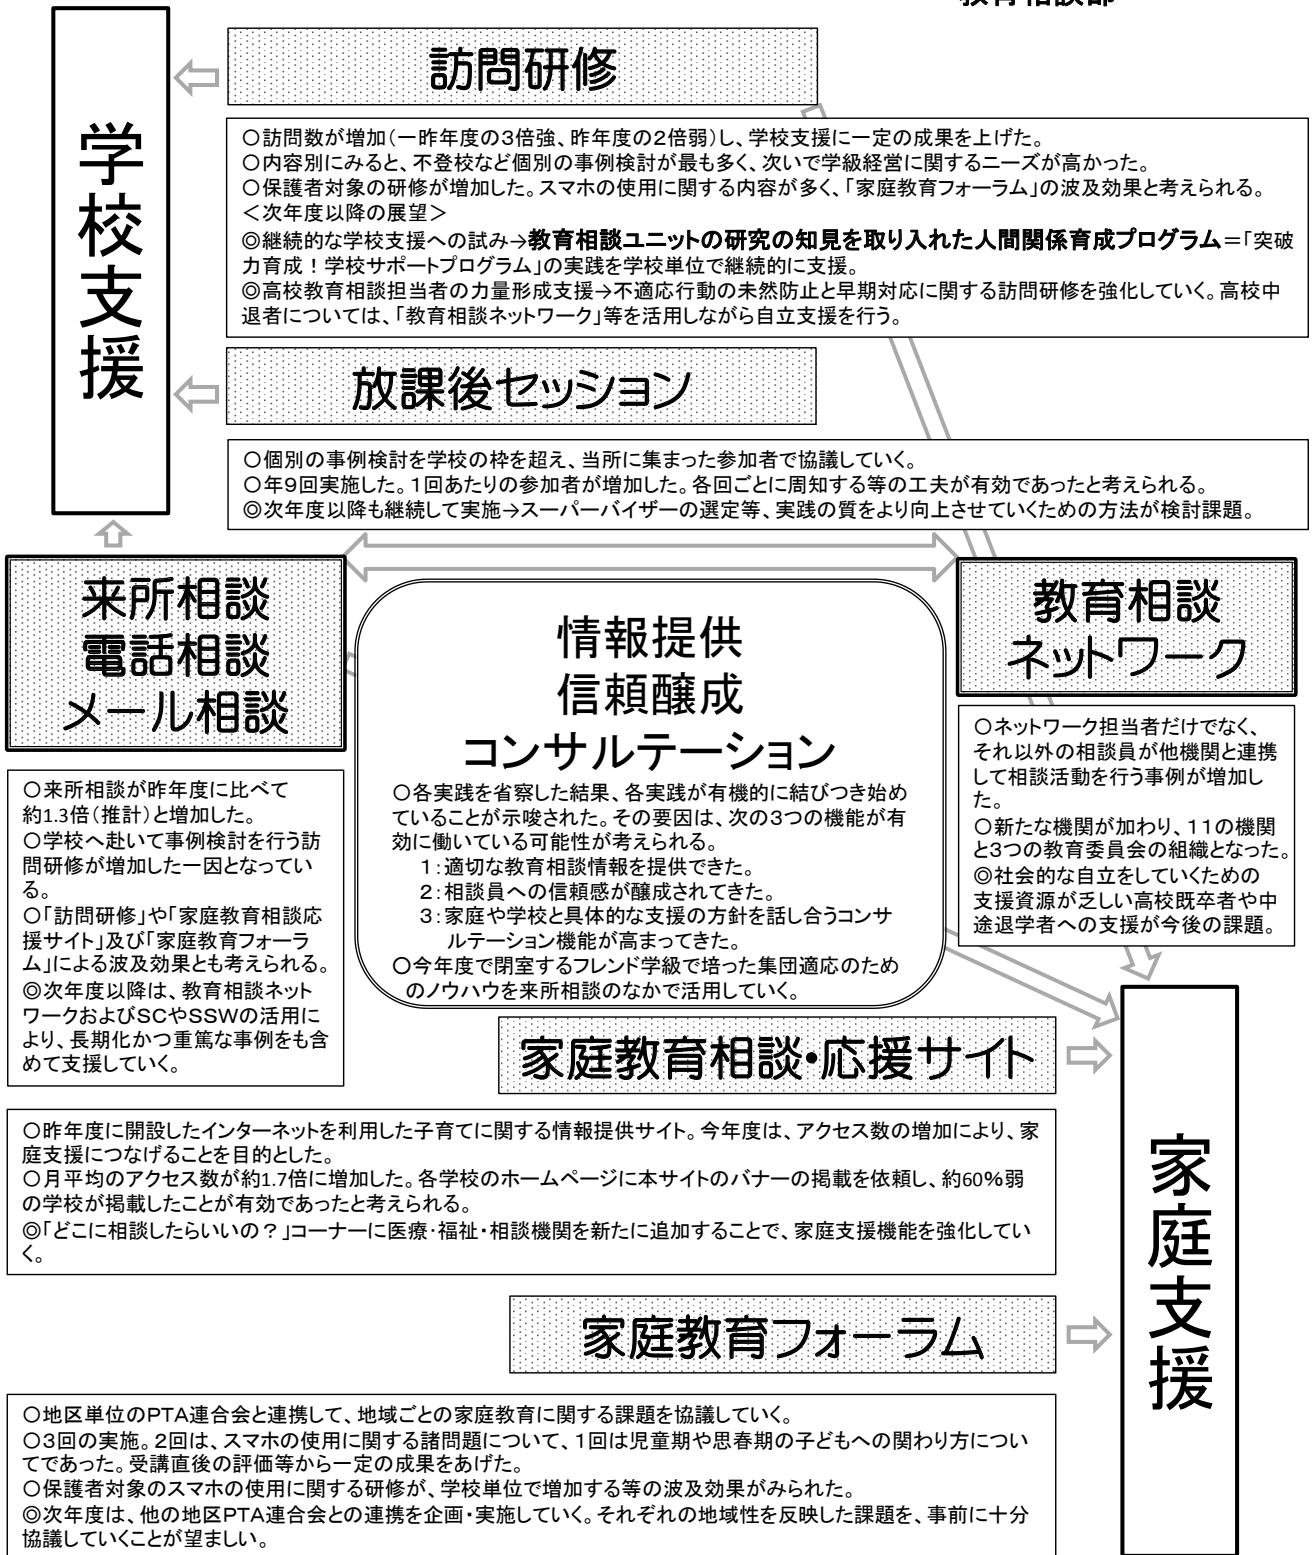 訪問研修
学校支援
○訪問数が増加(一昨年度の3倍強、昨年度の2倍弱)し、学校支援に一定の成果を上げた。
○内容別にみると、不登校など個別の事例検討が最も多く、次いで学級経営に関するニーズが高かった。
○保護者対象の研修が増加した。スマホの使用に関する内容が多く、「家庭教育フォーラム」の波及効果と考えられる。
<次年度以降の展望>
◎継続的な学校支援への試み→教育相談ユニットの研究の知見を取り入れた人間関係育成プログラム=「突破
力育成!学校サポートプログラム」の実践を学校単位で継続的に支援。
◎高校教育相談担当者の力量形成支援→不適応行動の未然防止と早期対応に関する訪問研修を強化していく。高校中
退者については、「教育相談ネットワーク」等を活用しながら自立支援を行う。
放課後セッション
○個別の事例検討を学校の枠を超え、当所に集まった参加者で協議していく。
○年9回実施した。1回あたりの参加者が増加した。各回ごとに周知する等の工夫が有効であったと考えられる。
◎次年度以降も継続して実施→スーパーバイザーの選定等、実践の質をより向上させていくための方法が検討課題。
来所相談
電話相談
メール相談
○来所相談が昨年度に比べて
約1.3倍(推計)と増加した。
○学校へ赴いて事例検討を行う訪
問研修が増加した一因となってい
る。
○「訪問研修」や「家庭教育相談応
援サイト」及び「家庭教育フォーラ
ム」による波及効果とも考えられる。
◎次年度以降は、教育相談ネット
ワークおよびSCやSSWの活用に
より、長期化かつ重篤な事例をも含
めて支援していく。
情報提供
信頼醸成
コンサルテーション
○各実践を省察した結果、各実践が有機的に結びつき始め
ていることが示唆された。その要因は、次の3つの機能が有
効に働いている可能性が考えられる。
1:適切な教育相談情報を提供できた。
2:相談員への信頼感が醸成されてきた。
3:家庭や学校と具体的な支援の方針を話し合うコンサ
ルテーション機能が高まってきた。
○今年度で閉室するフレンド学級で培った集団適応のため
のノウハウを来所相談のなかで活用していく。
教育相談
ネットワーク
○ネットワーク担当者だけでなく、
それ以外の相談員が他機関と連携
して相談活動を行う事例が増加し
た。
○新たな機関が加わり、11の機関
と3つの教育委員会の組織となった。
◎社会的な自立をしていくための
支援資源が乏しい高校既卒者や中
途退学者への支援が今後の課題。
家庭教育相談・応援サイト
○昨年度に開設したインターネットを利用した子育てに関する情報提供サイト。今年度は、アクセス数の増加により、家
庭支援につなげることを目的とした。
○月平均のアクセス数が約1.7倍に増加した。各学校のホームページに本サイトのバナーの掲載を依頼し、約60%弱
の学校が掲載したことが有効であったと考えられる。
◎「どこに相談したらいいの?」コーナーに医療・福祉・相談機関を新たに追加することで、家庭支援機能を強化してい
く。
家庭支援
家庭教育フォーラム
○地区単位のPTA連合会と連携して、地域ごとの家庭教育に関する課題を協議していく。
○3回の実施。2回は、スマホの使用に関する諸問題について、1回は児童期や思春期の子どもへの関わり方につい
てであった。受講直後の評価等から一定の成果をあげた。
○保護者対象のスマホの使用に関する研修が、学校単位で増加する等の波及効果がみられた。
◎次年度は、他の地区PTA連合会との連携を企画・実施していく。それぞれの地域性を反映した課題を、事前に十分
協議していくことが望ましい。